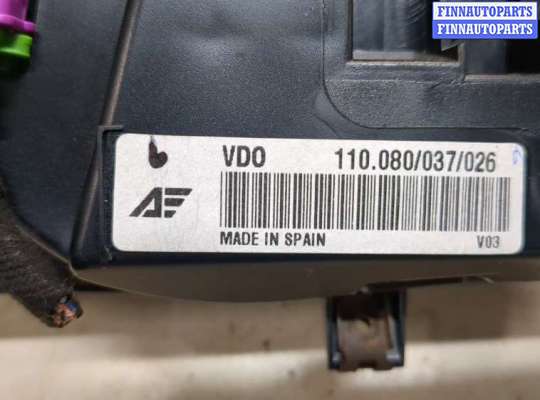 FINNAUTOPARTS
FINNAUTOPARTS
VDO 110.080/037/026
MADE IN SPAIN V03